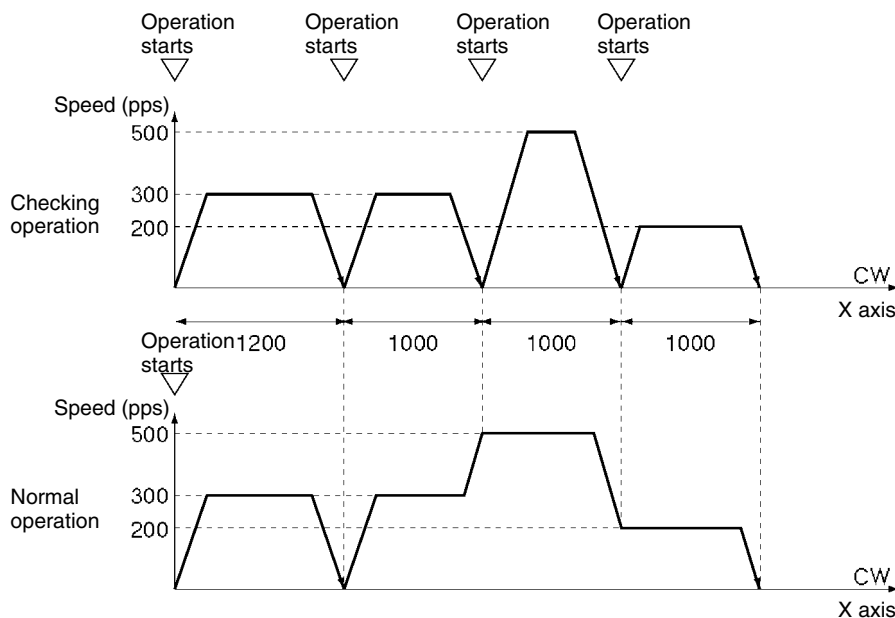 Operation starts
Operation starts
Operation starts
Operation starts
Speed (pps)
500
300
200
Checking operation
CW
X axis
1200
1000
1000
1000
Operation starts
Speed (pps)
500
300
200
Normal operation
CW
X axis